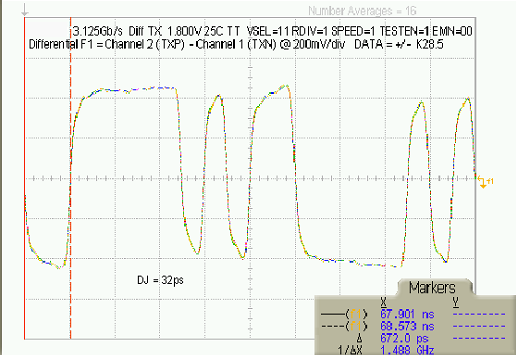 Number Averages = 16
3.125Gb/s Diff TX 1.800V 25C TT VSEL=11 RDIV=1 SPEED=1 TESTEN=1 EMN=00
Differential F1 = Channel 2 (TXP) - Channel 1 (TXN) @ 200mV/div DATA = +/- K28.5
DJ = 32ps
Markers
X Y
67.901 ns
68.573 ns
Δ 672.0 ps
1/ΔX 1.488 GHz